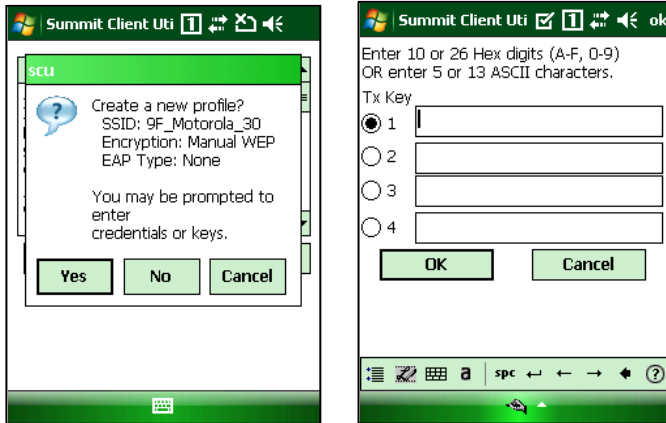 Summit Client Uti 1
scu
Create a new profile?
SSID: 9F_Motorola_30
Encryption: Manual WEP
EAP Type: None
You may be prompted to
enter
credentials or keys.
Yes No Cancel
Summit Client Uti 1 ok
Enter 10 or 26 Hex digits (A-F, 0-9)
OR enter 5 or 13 ASCII characters.
Tx Key
1
2
3
4
OK Cancel
a spc ?